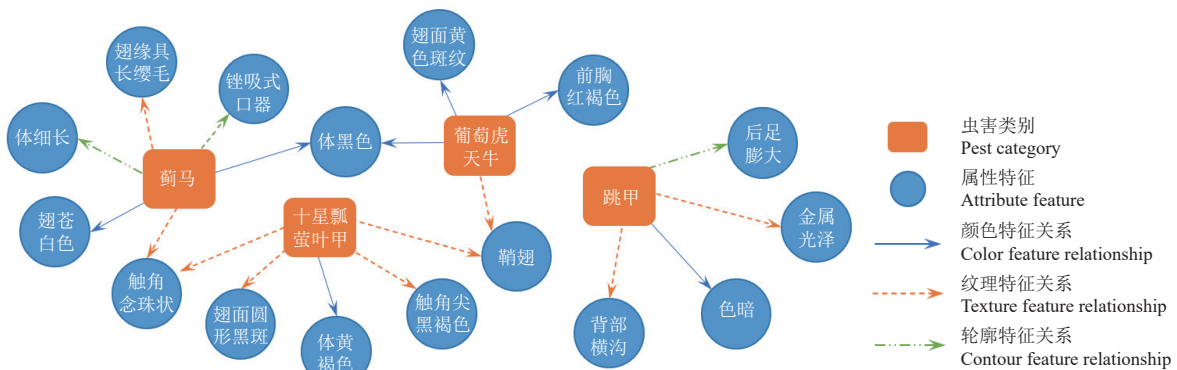 翅缘具
长缨毛
锉吸式
口器
体细长
蓟马
翅苍
白色
触角
念珠状
体黑色
翅面黄
色斑纹
前胸
红褐色
葡萄虎
天牛
十星瓢
萤叶甲
鞘翅
翅面圆
形黑斑
体黄
褐色
触角尖
黑褐色
后足
膨大
跳甲
金属
光泽
背部
横沟
色暗
虫害类别
Pest category
属性特征
Attribute feature
颜色特征关系
Color feature relationship
纹理特征关系
Texture feature relationship
轮廓特征关系
Contour feature relationship